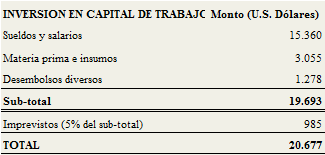 INVERSION EN CAPITAL DE TRABAJO Monto (U.S. Dólares)
Sueldos y salarios 15.360
Materia prima e insumos 3.055
Desembolsos diversos 1.278
Sub-total 19.693
Imprevistos (5% del sub-total) 985
TOTAL 20.677